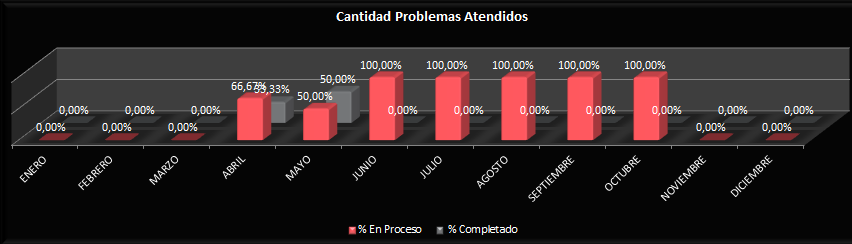 Cantidad Problemas Atendidos
100,00% 100,00% 100,00% 100,00% 100,00%
66,67% 33,33% 50,00%
50,00%
0,00% 0,00% 0,00% 0,00% 0,00% 0,00% 0,00% 0,00% 0,00% 0,00%
0,00% 0,00% 0,00% 0,00% 0,00%
ENERO
FEBRERO
MARZO
ABRIL
MAYO
JUNIO
JULIO
AGOSTO
SEPTIEMBRE
OCTUBRE
NOVIEMBRE
DICIEMBRE
% En Proceso % Completado